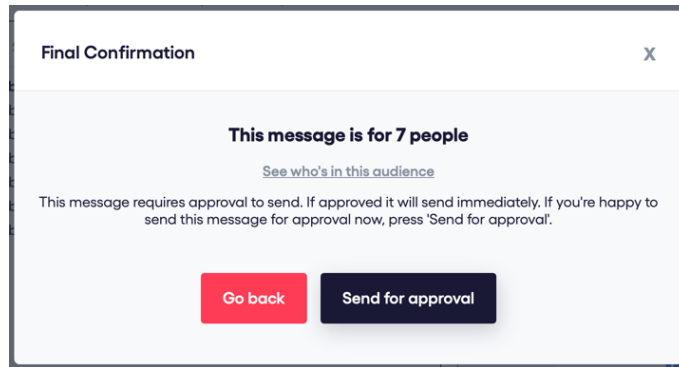 Final Confirmation
X
This message is for 7 people
See who's in this audience
This message requires approval to send. If approved it will send immediately. If you're happy to
send this message for approval now, press 'Send for approval'.
Go back
Send for approval